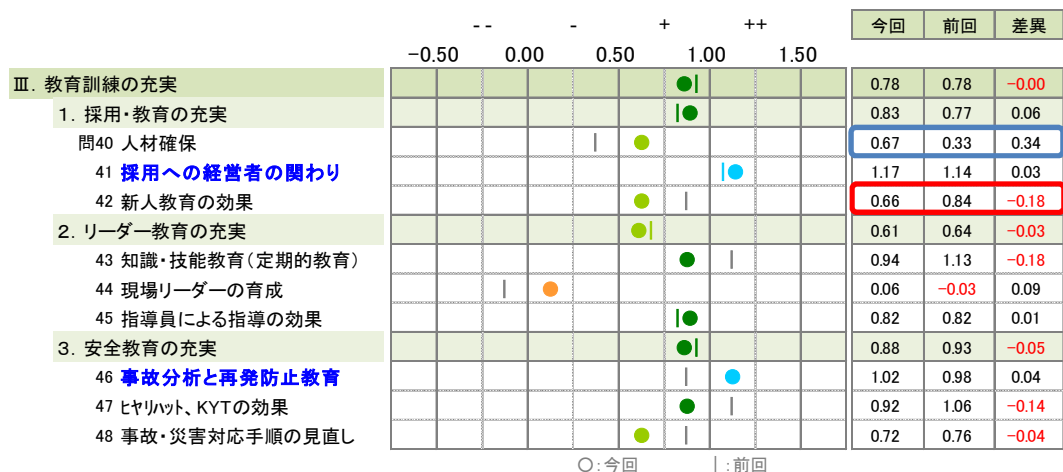 -- - + ++ 今回 前回 差異
-0.50 0.00 0.50 1.00 1.50
Ⅲ. 教育訓練の充実 0.78 0.78 -0.00
1. 採用・教育の充実 0.83 0.77 0.06
問40 人材確保 0.67 0.33 0.34
41 採用への経営者の関わり 1.17 1.14 0.03
42 新人教育の効果 0.66 0.84 -0.18
2. リーダー教育の充実 0.61 0.64 -0.03
43 知識・技能教育(定期的教育) 0.94 1.13 -0.18
44 現場リーダーの育成 0.06 -0.03 0.09
45 指導員による指導の効果 0.82 0.82 0.01
3. 安全教育の充実 0.88 0.93 -0.05
46 事故分析と再発防止教育 1.02 0.98 0.04
47 ヒヤリハット、KYTの効果 0.92 1.06 -0.14
48 事故・災害対応手順の見直し 0.72 0.76 -0.04
○:今回 |:前回